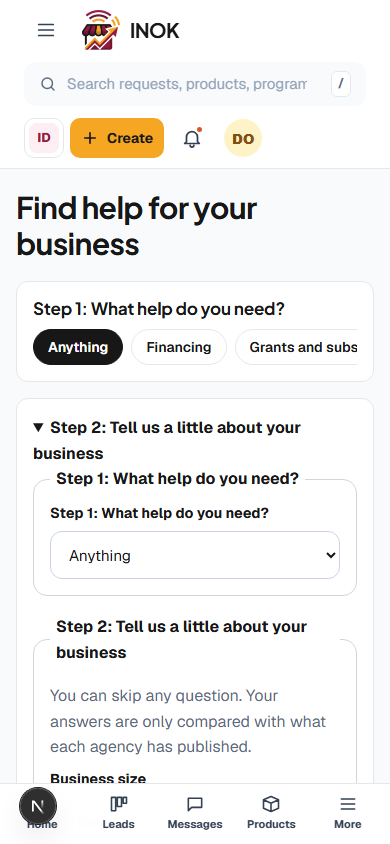 INOK
Search requests, products, program
/
ID
+ Create
DO
Find help for your
business
Step 1: What help do you need?
Anything
Financing
Grants and subs
Step 2: Tell us a little about your
business
Step 1: What help do you need?
Step 1: What help do you need?
Anything
Step 2: Tell us a little about your
business
You can skip any question. Your
answers are only compared with what
each agency has published.
Business size
N
Home
Leads
Messages
Products
More